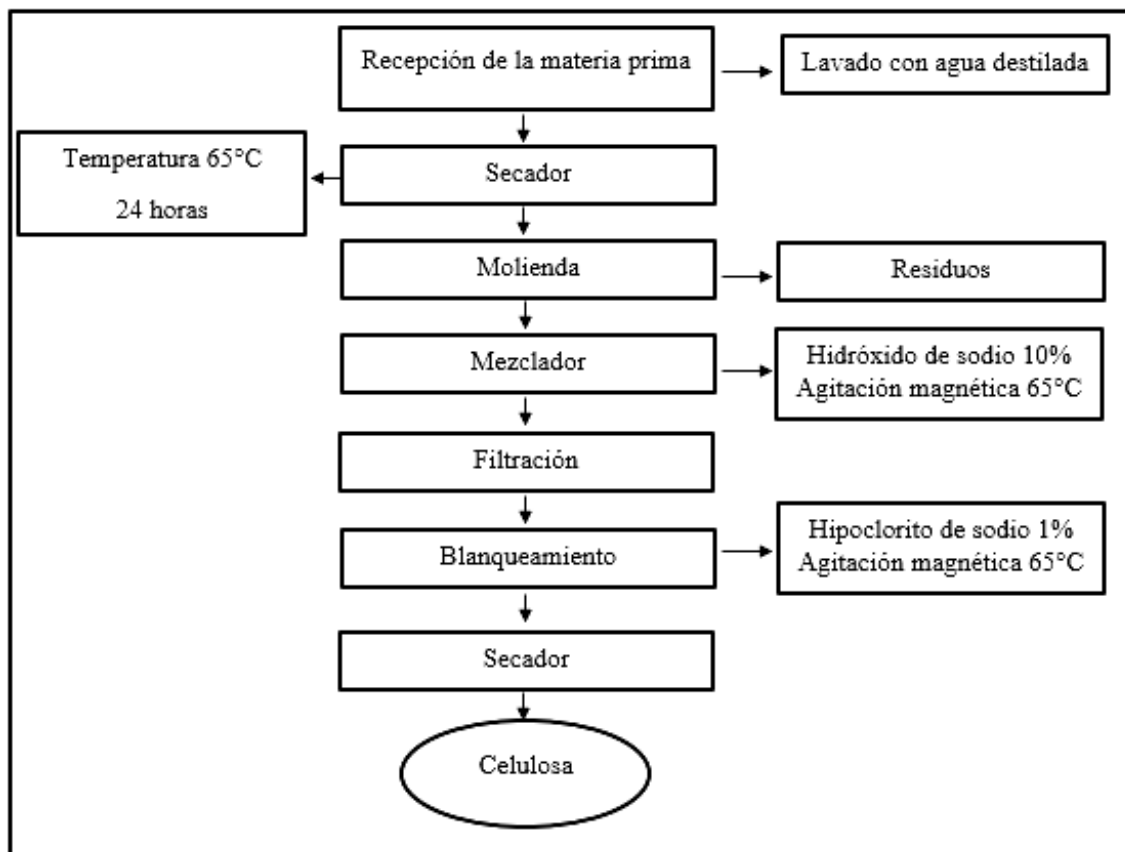 Recepción de la materia prima
Lavado con agua destilada
Temperatura 65°C
24 horas
Secador
Molienda
Residuos
Mezclador
Hidróxido de sodio 10%
Agitación magnética 65°C
Filtración
Blanqueamiento
Hipoclorito de sodio 1%
Agitación magnética 65°C
Secador
Celulosa